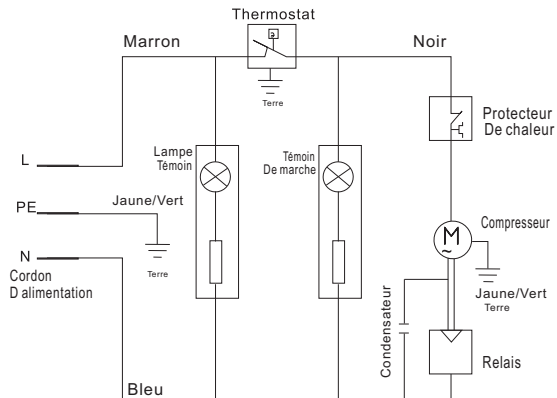 Thermostat
Marron
Noir
Terre
Protecteur
De chaleur
Lampe
Témoin
Témoin
De marche
L
PE
Jaune/Vert
Terre
N
Cordon
D alimentation
Compresseur
M
~
Jaune/Vert
Terre
Condensateur
Relais
Bleu